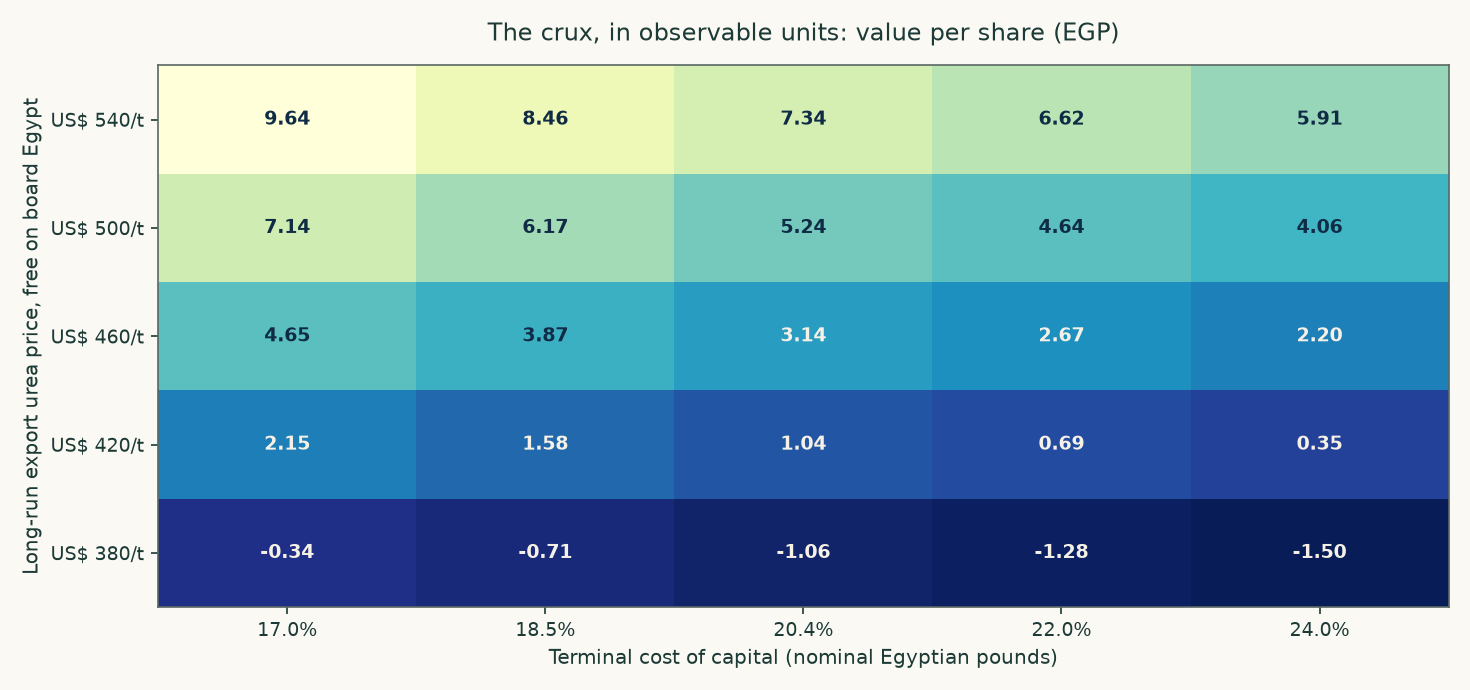 The crux, in observable units: value per share (EGP)
Long-run export urea price, free on board Egypt
US$ 540/t 9.64 8.46 7.34 6.62 5.91
US$ 500/t 7.14 6.17 5.24 4.64 4.06
US$ 460/t 4.65 3.87 3.14 2.67 2.20
US$ 420/t 2.15 1.58 1.04 0.69 0.35
US$ 380/t -0.34 -0.71 -1.06 -1.28 -1.50
17.0% 18.5% 20.4% 22.0% 24.0%
Terminal cost of capital (nominal Egyptian pounds)